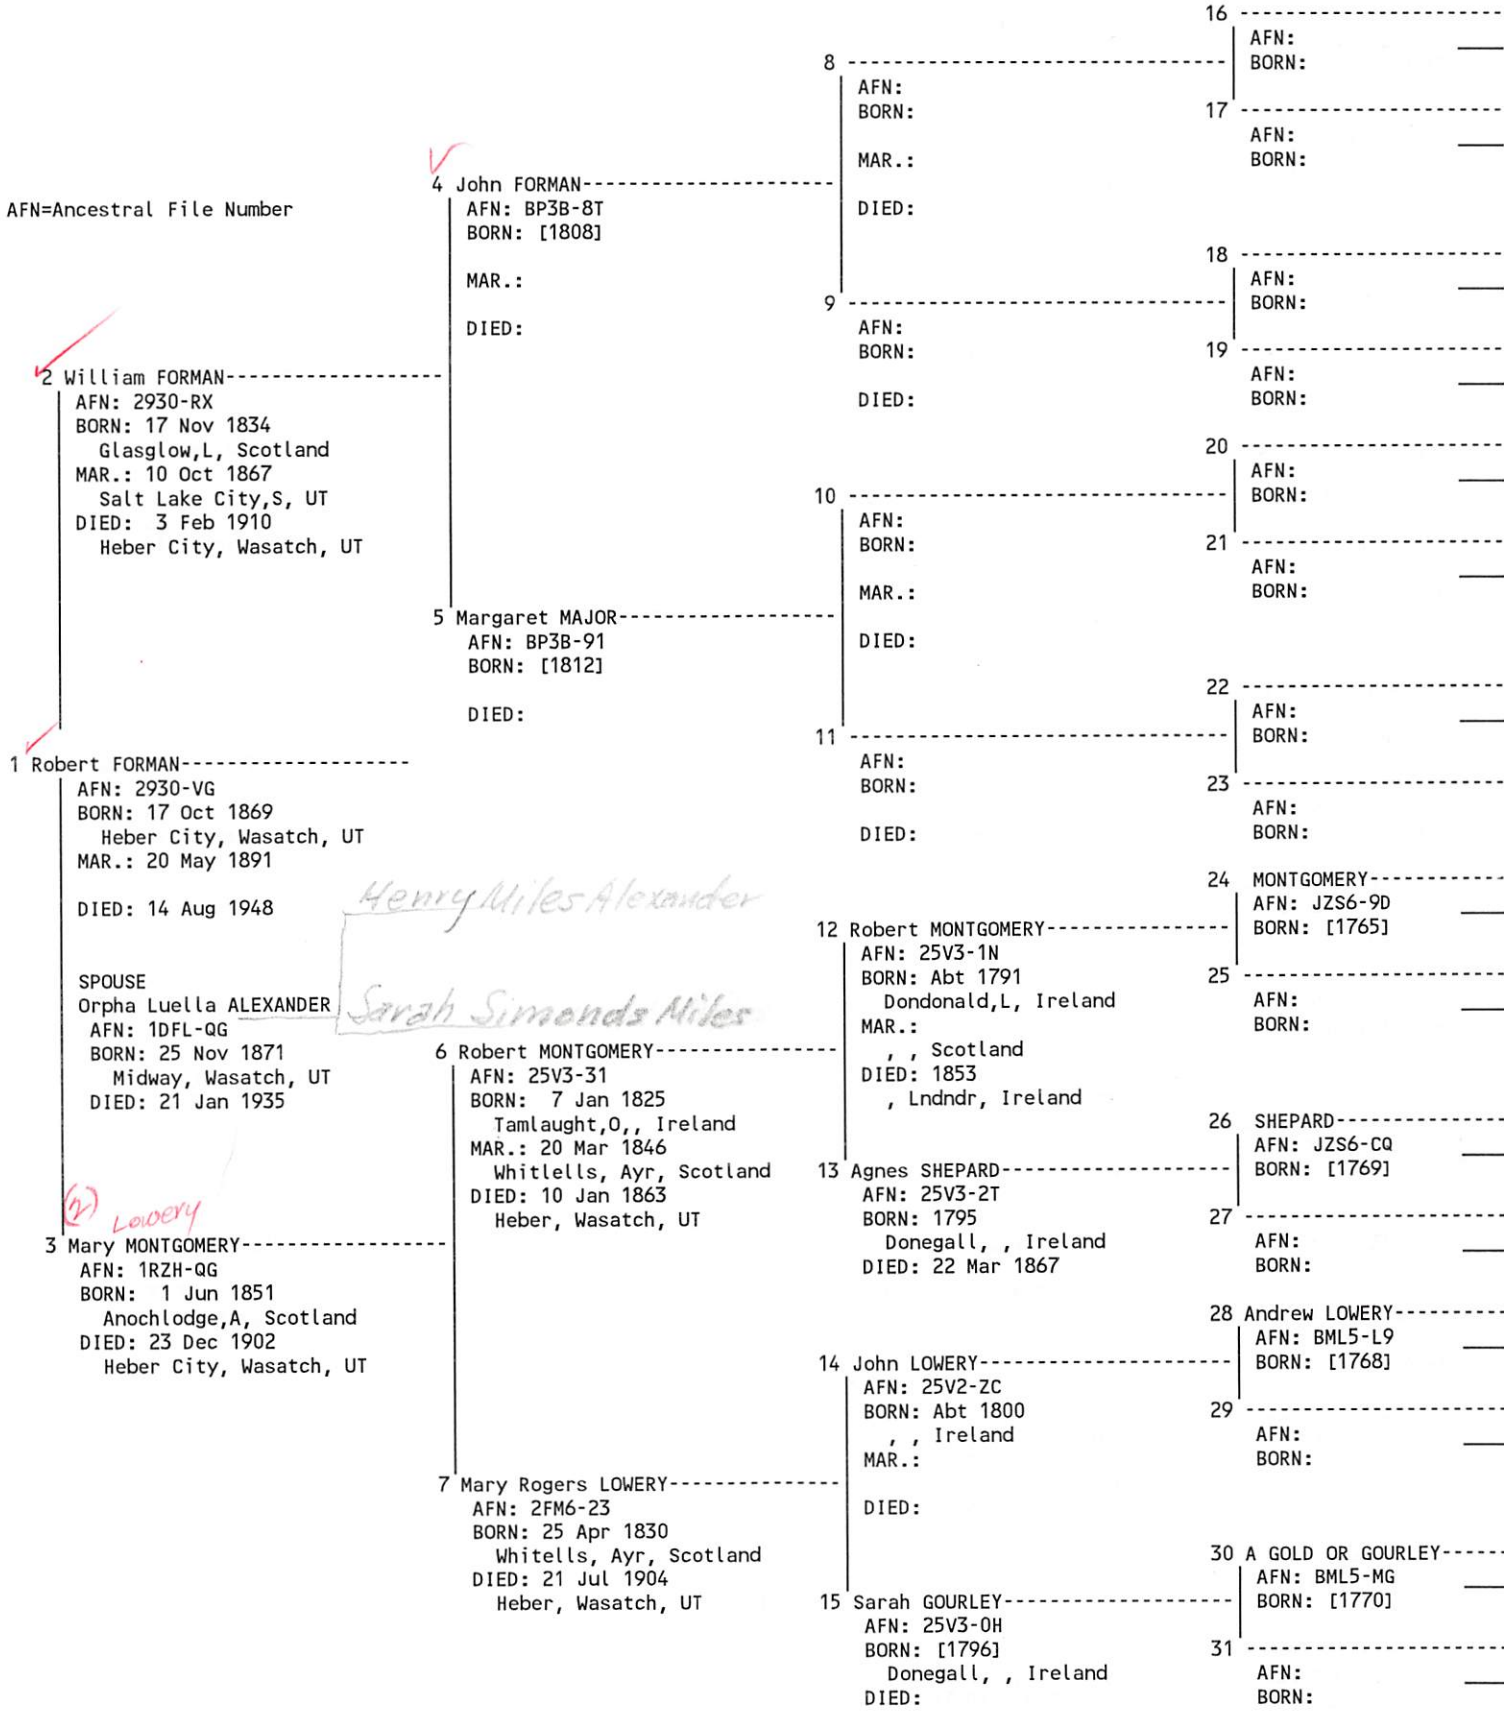 AFN=Ancestral File Number
1 Robert FORMAN
AFN: 2930-VG
BORN: 17 Oct 1869
Heber City, Wasatch, UT
MAR.: 20 May 1891
DIED: 14 Aug 1948
SPOUSE
Orpha Luella ALEXANDER
AFN: 1DFL-QG
BORN: 25 Nov 1871
Midway, Wasatch, UT
DIED: 21 Jan 1935
Henry Miles Alexander
Sarah Simonds Miles
2 William FORMAN
AFN: 2930-RX
BORN: 17 Nov 1834
Glasglow,L, Scotland
MAR.: 10 Oct 1867
Salt Lake City,S, UT
DIED: 3 Feb 1910
Heber City, Wasatch, UT
(2) Lowery
3 Mary MONTGOMERY
AFN: 1RZH-QG
BORN: 1 Jun 1851
Anochlodge,A, Scotland
DIED: 23 Dec 1902
Heber City, Wasatch, UT
4 John FORMAN
AFN: BP3B-8T
BORN: [1808]
MAR.:
DIED:
5 Margaret MAJOR
AFN: BP3B-91
BORN: [1812]
DIED:
6 Robert MONTGOMERY
AFN: 25V3-31
BORN: 7 Jan 1825
Tamlaught,O,, Ireland
MAR.: 20 Mar 1846
Whitlells, Ayr, Scotland
DIED: 10 Jan 1863
Heber, Wasatch, UT
7 Mary Rogers LOWERY
AFN: 2FM6-23
BORN: 25 Apr 1830
Whitells, Ayr, Scotland
DIED: 21 Jul 1904
Heber, Wasatch, UT
8
AFN:
BORN:
MAR.:
DIED:
9
AFN:
BORN:
DIED:
10
AFN:
BORN:
MAR.:
DIED:
11
AFN:
BORN:
DIED:
12 Robert MONTGOMERY
AFN: 25V3-1N
BORN: Abt 1791
Dondonald,L, Ireland
MAR.:
, , Scotland
DIED: 1853
, Lndndr, Ireland
13 Agnes SHEPARD
AFN: 25V3-2T
BORN: 1795
Donegall, , Ireland
DIED: 22 Mar 1867
14 John LOWERY
AFN: 25V2-ZC
BORN: Abt 1800
, , Ireland
MAR.:
DIED:
15 Sarah GOURLEY
AFN: 25V3-0H
BORN: [1796]
Donegall, , Ireland
DIED:
16
AFN:
BORN:
17
AFN:
BORN:
18
AFN:
BORN:
19
AFN:
BORN:
20
AFN:
BORN:
21
AFN:
BORN:
22
AFN:
BORN:
23
AFN:
BORN:
24 MONTGOMERY
AFN: JZS6-9D
BORN: [1765]
25
AFN:
BORN:
26 SHEPARD
AFN: JZS6-CQ
BORN: [1769]
27
AFN:
BORN:
28 Andrew LOWERY
AFN: BML5-L9
BORN: [1768]
29
AFN:
BORN:
30 A GOLD OR GOURLEY
AFN: BML5-MG
BORN: [1770]
31
AFN:
BORN: